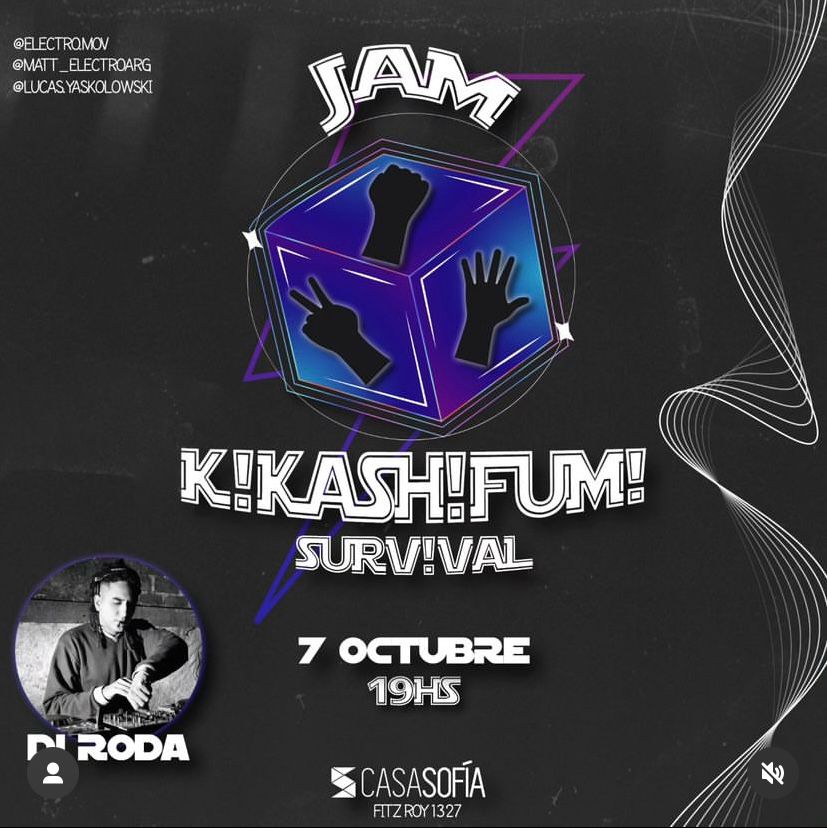 @ELECTRO.MOV
@MATT_ELECTROARG
@LUCAS.YASKOLOWSKI
JAM
K!KASH!FUM!
SURV!VAL
7 OCTUBRE
19HS
DJ RODA
CASASOFÍA
FITZ ROY 1327